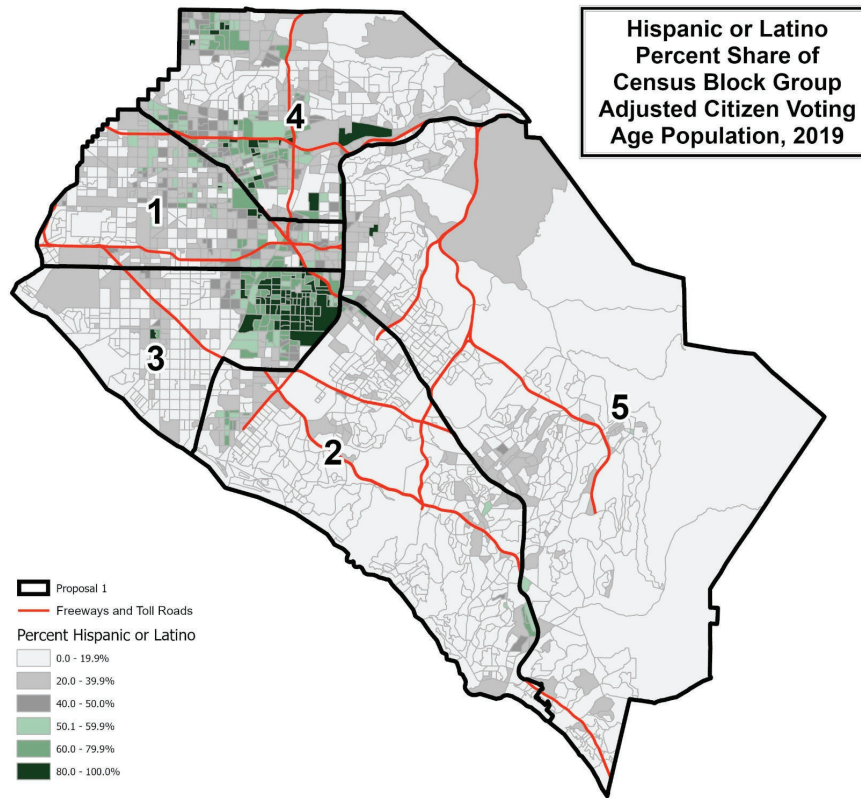 Hispanic or Latino
Percent Share of
Census Block Group
Adjusted Citizen Voting
Age Population, 2019
4
1
3
5
2
Proposal 1
Freeways and Toll Roads
Percent Hispanic or Latino
0.0 - 19.9%
20.0 - 39.9%
40.0 - 50.0%
50.1 - 59.9%
60.0 - 79.9%
80.0 - 100.0%